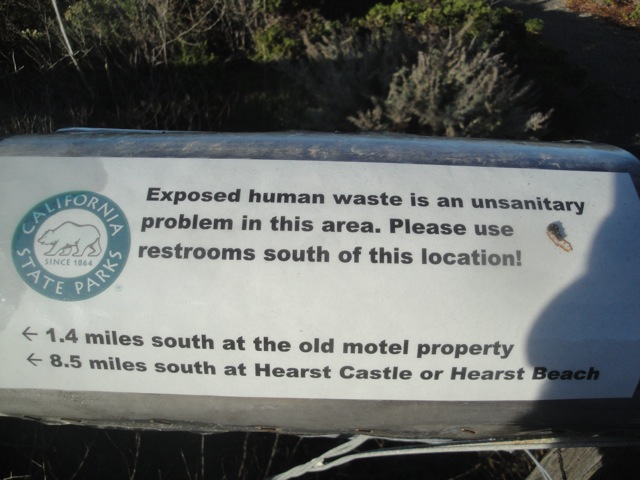 Exposed human waste is an unsanitary
problem in this area. Please use
restrooms south of this location!
CALIFORNIA
SINCE 1864
STATE PARKS
← 1.4 miles south at the old motel property
← 8.5 miles south at Hearst Castle or Hearst Beach